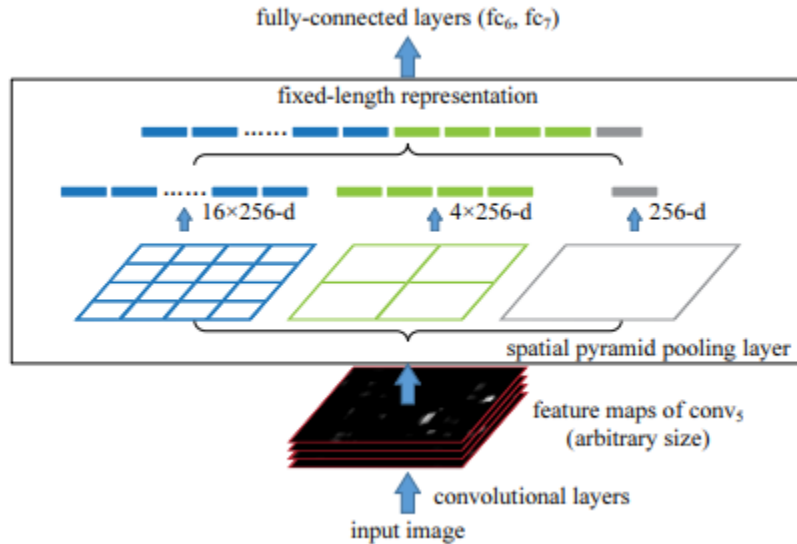 fully-connected layers (fc₆, fc₇)
fixed-length representation
......
......
16×256-d
4×256-d
256-d
spatial pyramid pooling layer
feature maps of conv₅
(arbitrary size)
convolutional layers
input image